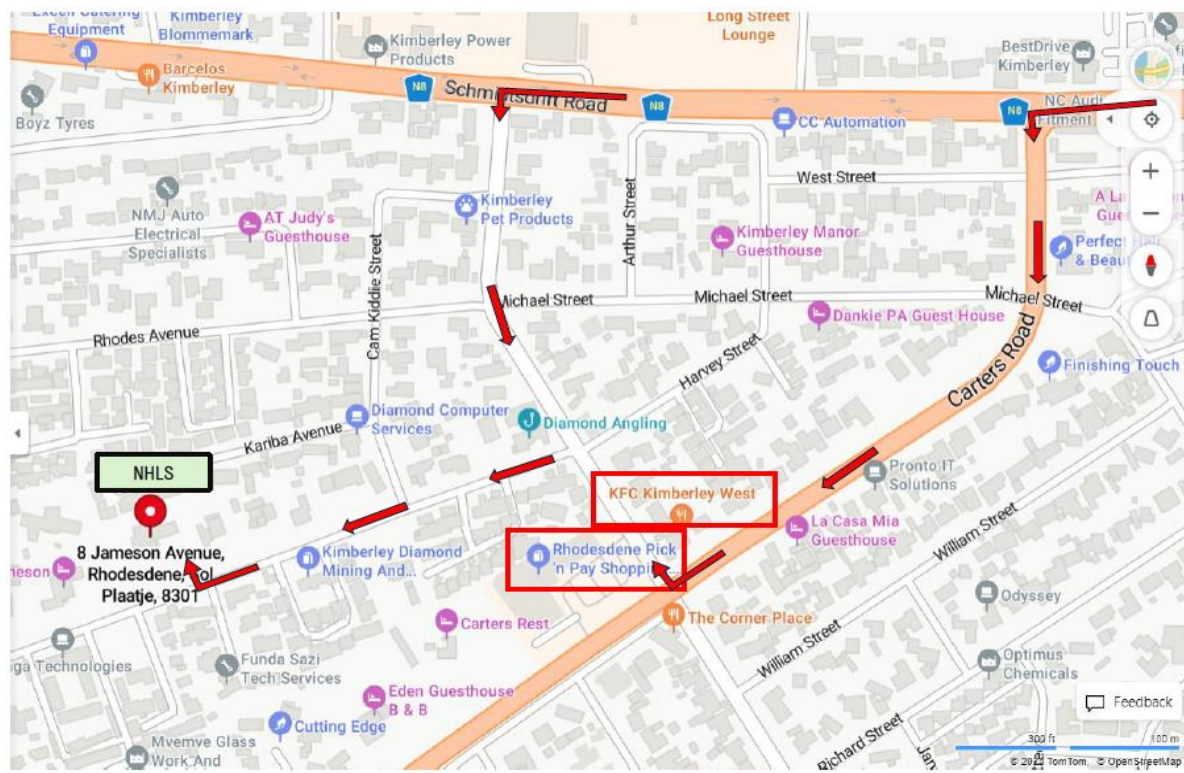 Excell Catering
Equipment
Kimberley
Blommemark
Barcelos
Kimberley
Boyz Tyres
Kimberley Power
Products
Long Street
Lounge
BestDrive
Kimberley
N8
Schmidtsdrift Road
N8
N8
NC Audi
Fitment
CC Automation
West Street
Kimberley
Pet Products
NMJ Auto
Electrical
Specialists
AT Judy's
Guesthouse
Arthur Street
Kimberley Manor
Guesthouse
A La
Perfect Hair
& Beau
Cam Kiddie Street
Michael Street
Michael Street
Michael Street
Rhodes Avenue
Dankie PA Guest House
Harvey Street
Carters Road
Finishing Touch
Diamond Computer
Services
Diamond Angling
Kariba Avenue
NHLS
KFC Kimberley West
Pronto IT
Solutions
La Casa Mia
Guesthouse
William Street
8 Jameson Avenue,
Rhodesdene, Sol
Plaatje, 8301
Kimberley Diamond
Mining And...
Rhodesdene Pick
'n Pay Shoppi...
The Corner Place
Odyssey
Carters Rest
William Street
Optimus
Chemicals
Funda Sazi
Tech Services
Eden Guesthouse
B & B
Cutting Edge
Feedback
Mvemve Glass
Work And
Richard Street
300 ft
100 m
TomTom, © OpenStreetMap